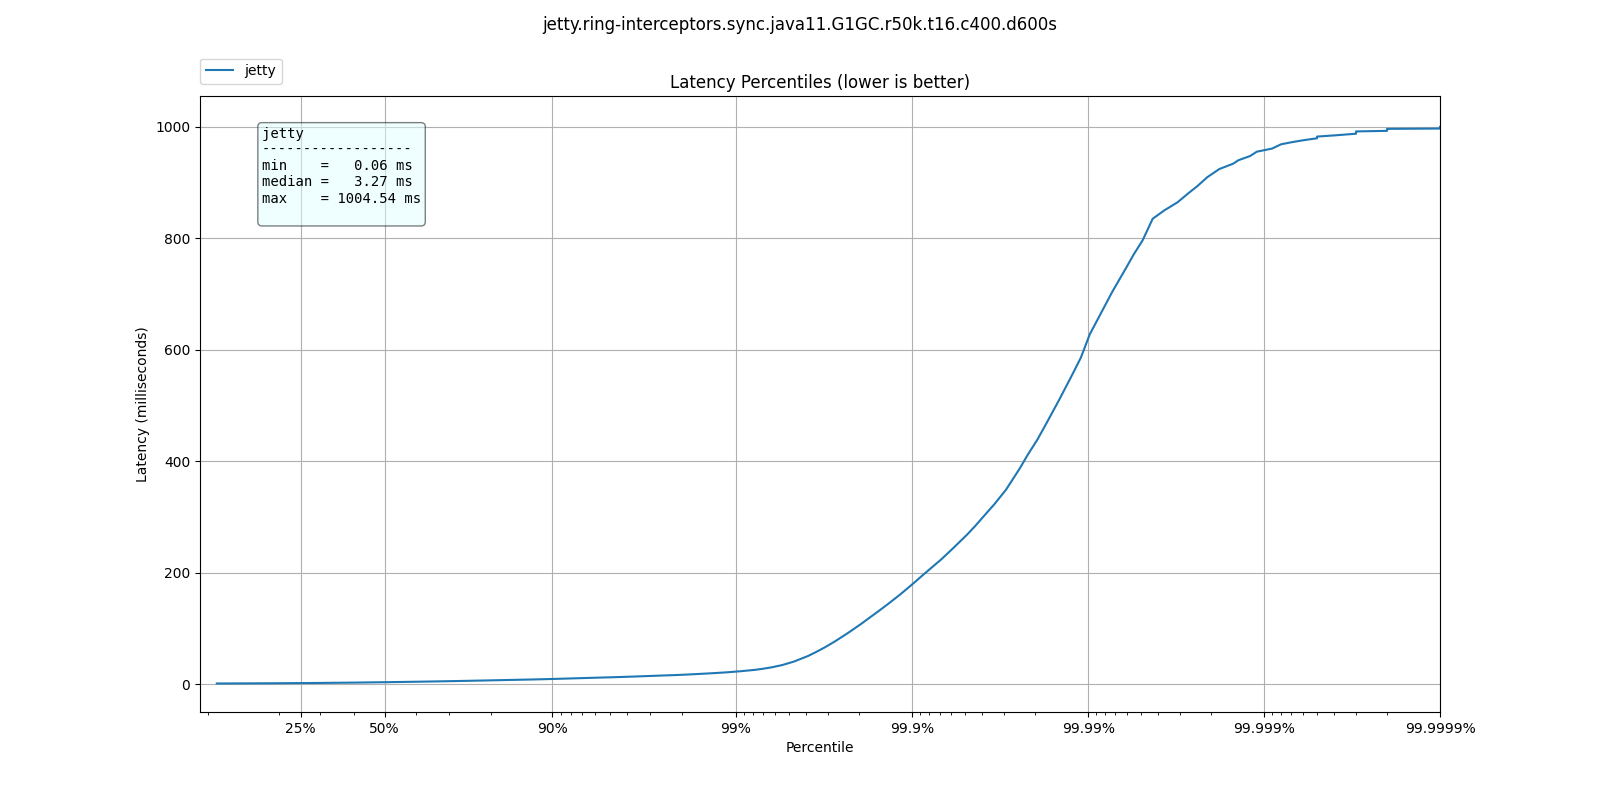 jetty.ring-interceptors.sync.java11.G1GC.r50k.t16.c400.d600s
jetty
Latency Percentiles (lower is better)
jetty
------------------
min    =   0.06 ms
median =   3.27 ms
max    = 1004.54 ms
1000
800
600
400
200
0
Latency (milliseconds)
25% 50% 90% 99% 99.9% 99.99% 99.999% 99.9999%
Percentile